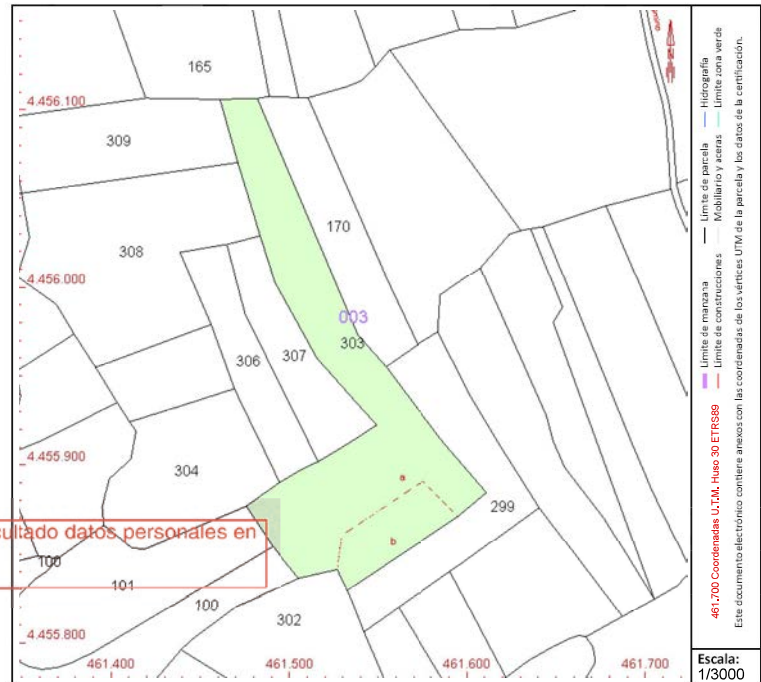 165
4.456.100
309
170
308
4.456.000
003
303
307
306
4.455.900
304
a
299
cultado datos personales en
b
100
101
100
302
4.455.800
461.400
461.500
461.600
461.700
Límite de manzana
Límite de parcela
Hidrografía
Límite de construcciones
Mobiliario y aceras
Límite zona verde
461.700 Coordenadas U.T.M. Huso 30 ETRS89
Este documento electrónico contiene anexos con las coordenadas de los vértices UTM de la parcela y los datos de la certificación.
Escala:
1/3000